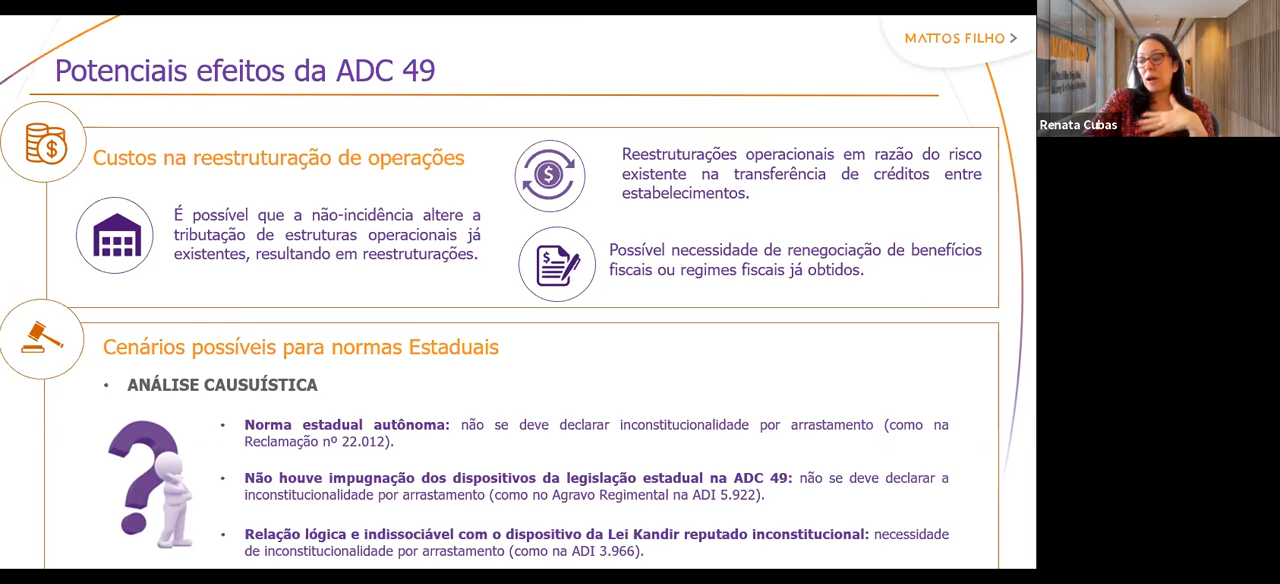 MATTOS FILHO >
Renata Cubas
Potenciais efeitos da ADC 49
Custos na reestruturação de operações
É possível que a não-incidência altere a
tributação de estruturas operacionais já
existentes, resultando em reestruturações.
Reestruturações operacionais em razão do risco
existente na transferência de créditos entre
estabelecimentos.
Possível necessidade de renegociação de benefícios
fiscais ou regimes fiscais já obtidos.
Cenários possíveis para normas Estaduais
• ANÁLISE CAUSUÍSTICA
• Norma estadual autônoma: não se deve declarar inconstitucionalidade por arrastamento (como na
Reclamação nº 22.012).
• Não houve impugnação dos dispositivos da legislação estadual na ADC 49: não se deve declarar a
inconstitucionalidade por arrastamento (como no Agravo Regimental na ADI 5.922).
• Relação lógica e indissociável com o dispositivo da Lei Kandir reputado inconstitucional: necessidade
de inconstitucionalidade por arrastamento (como na ADI 3.966).